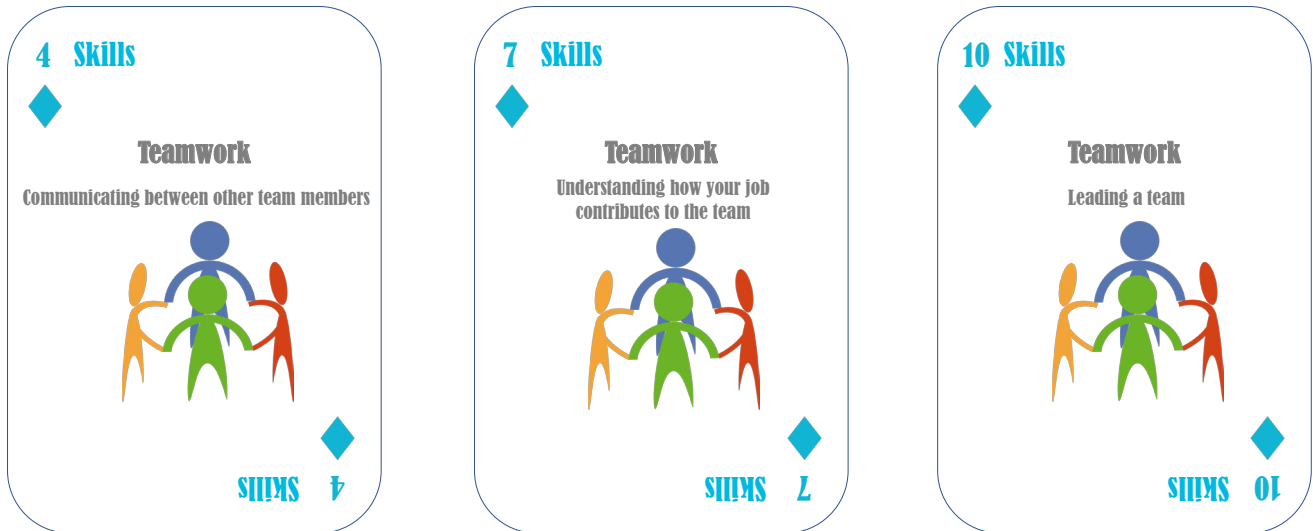 4 Skills
Teamwork
Communicating between other team members
4 Skills
7 Skills
Teamwork
Understanding how your job
contributes to the team
7 Skills
10 Skills
Teamwork
Leading a team
10 Skills